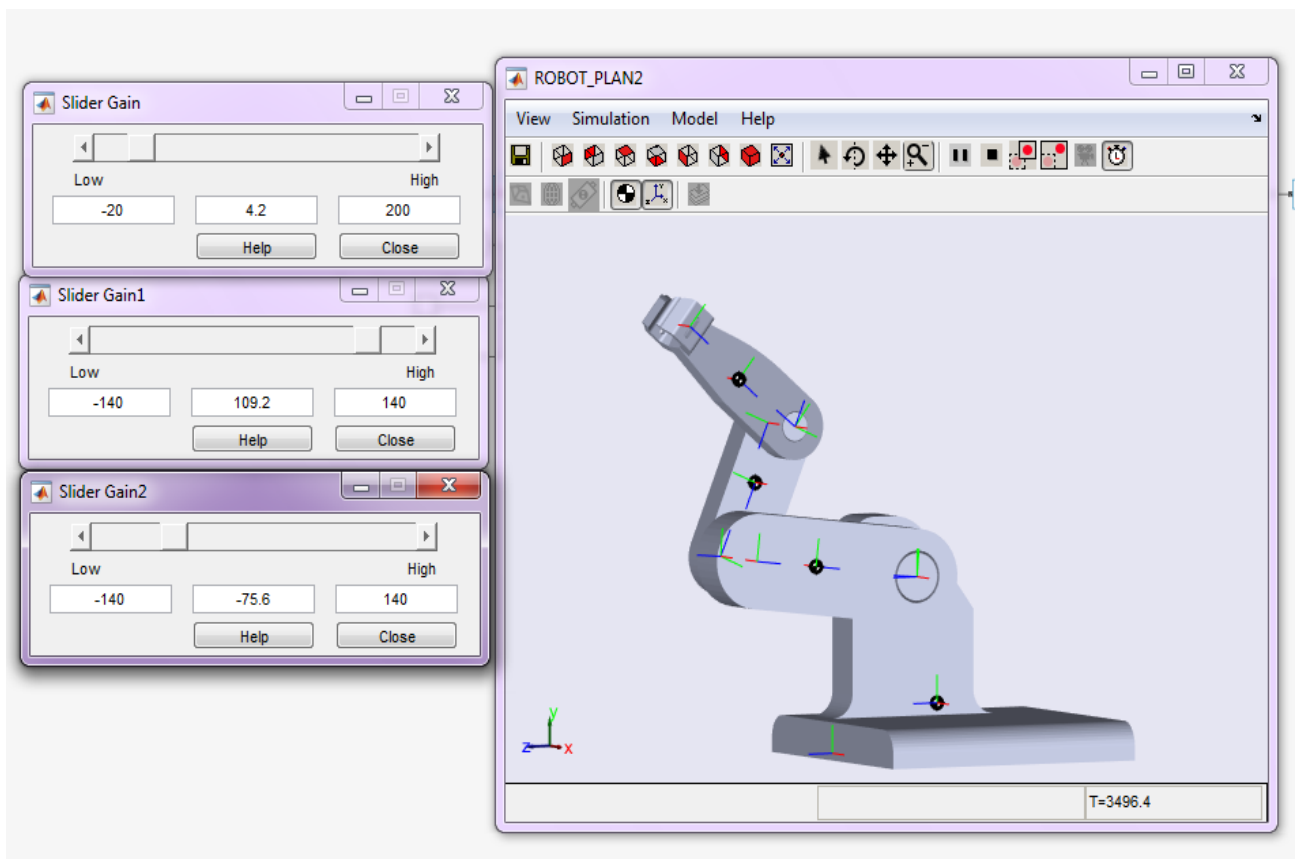 Slider Gain
Low High
-20 4.2 200
Help Close
Slider Gain1
Low High
-140 109.2 140
Help Close
Slider Gain2
Low High
-140 -75.6 140
Help Close
ROBOT_PLAN2
View Simulation Model Help
Y
Z X
T=3496.4